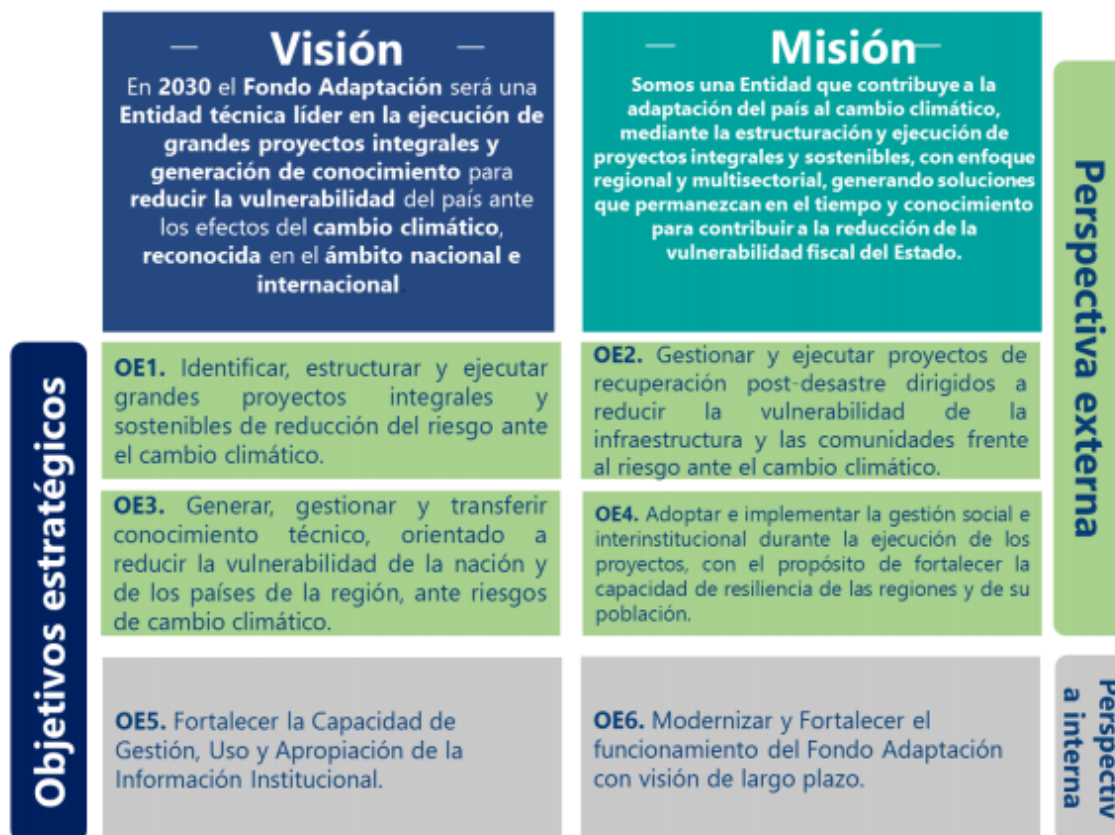 Visión
En 2030 el Fondo Adaptación será una
Entidad técnica líder en la ejecución de
grandes proyectos integrales y
generación de conocimiento para
reducir la vulnerabilidad del país ante
los efectos del cambio climático,
reconocida en el ámbito nacional e
internacional
Misión
Somos una Entidad que contribuye a la
adaptación del país al cambio climático,
mediante la estructuración y ejecución de
proyectos integrales y sostenibles, con enfoque
regional y multisectorial, generando soluciones
que permanezcan en el tiempo y conocimiento
para contribuir a la reducción de la
vulnerabilidad fiscal del Estado.
Perspectiva externa
Objetivos estratégicos
OE1. Identificar, estructurar y ejecutar
grandes proyectos integrales y
sostenibles de reducción del riesgo ante
el cambio climático.
OE2. Gestionar y ejecutar proyectos de
recuperación post-desastre dirigidos a
reducir la vulnerabilidad de la
infraestructura y las comunidades frente
al riesgo ante el cambio climático.
OE3. Generar, gestionar y transferir
conocimiento técnico, orientado a
reducir la vulnerabilidad de la nación y
de los países de la región, ante riesgos
de cambio climático.
OE4. Adoptar e implementar la gestión social e
interinstitucional durante la ejecución de los
proyectos, con el propósito de fortalecer la
capacidad de resiliencia de las regiones y de su
población.
OE5. Fortalecer la Capacidad de
Gestión, Uso y Apropiación de la
Información Institucional.
OE6. Modernizar y Fortalecer el
funcionamiento del Fondo Adaptación
con visión de largo plazo.
Perspectiv
a interna